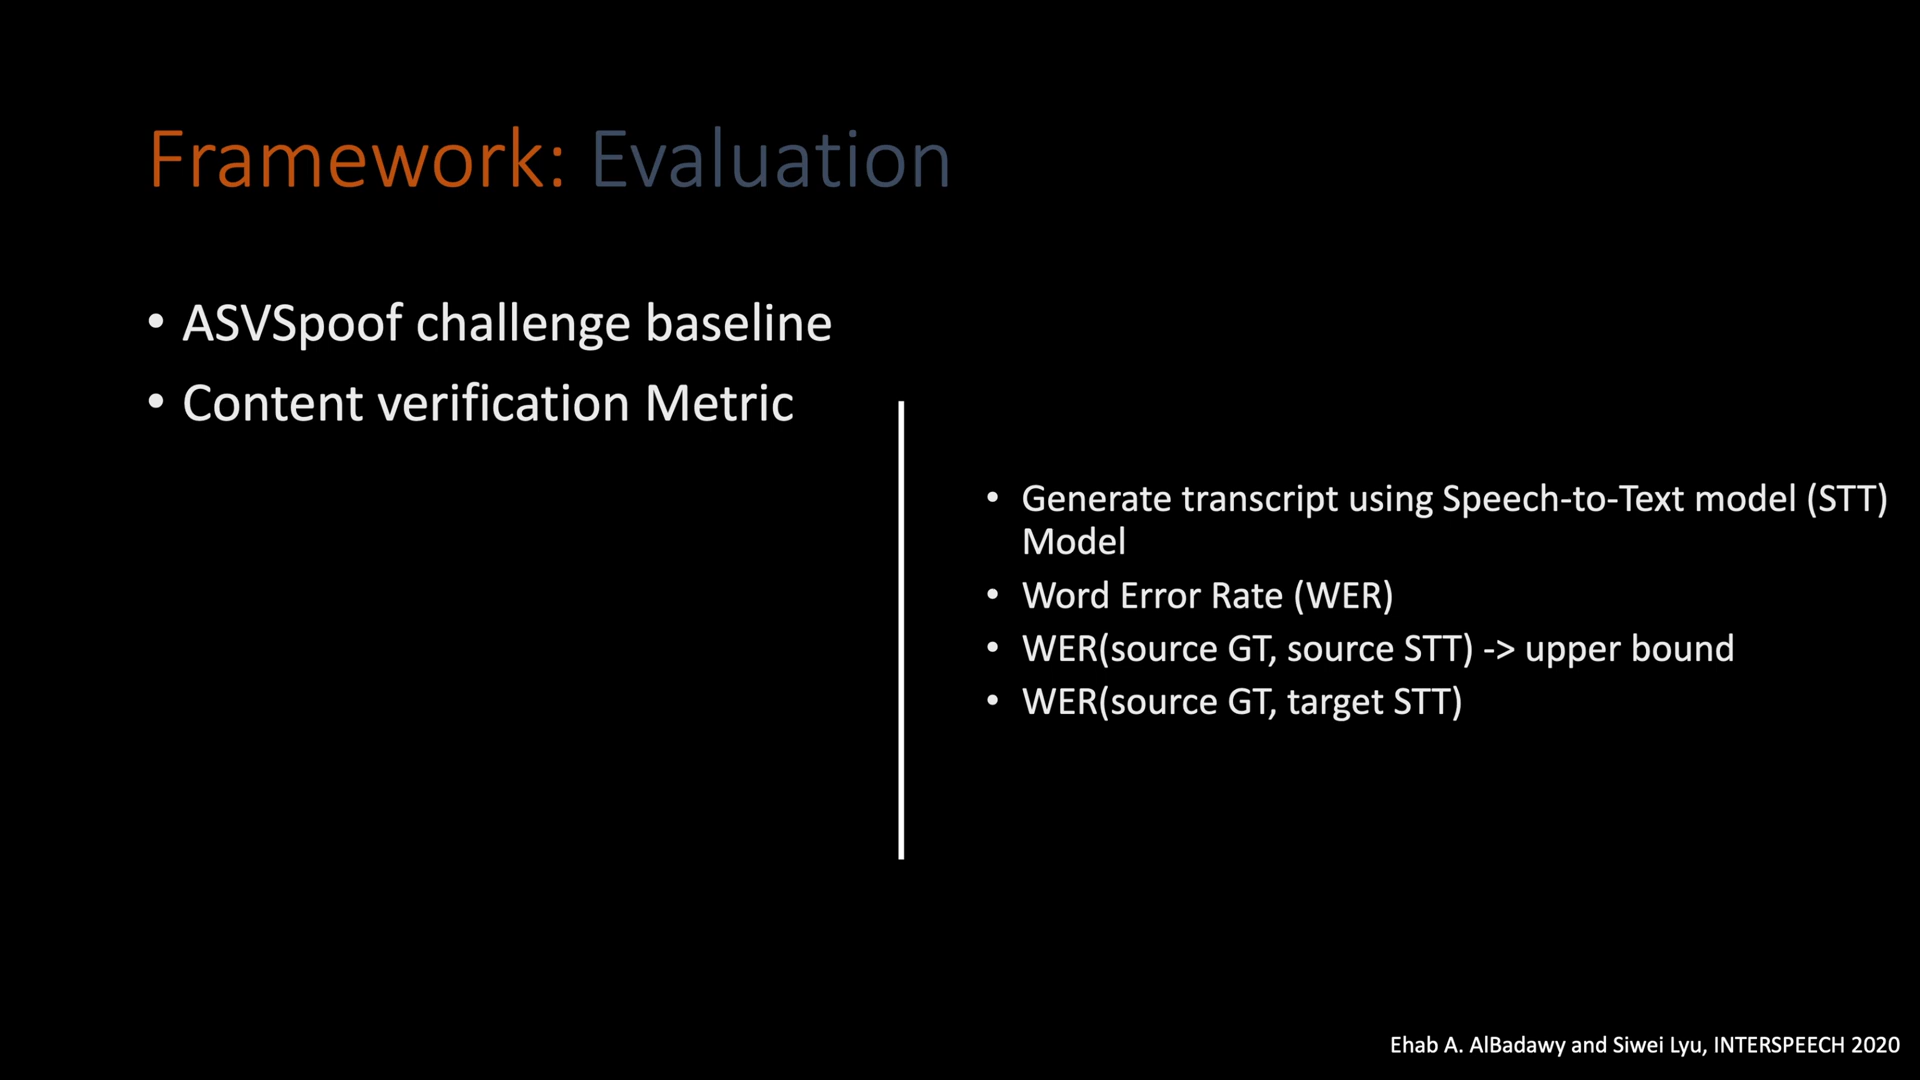 Framework: Evaluation
• ASVSpoof challenge baseline
• Content verification Metric
• Generate transcript using Speech-to-Text model (STT)
Model
• Word Error Rate (WER)
• WER(source GT, source STT) -> upper bound
• WER(source GT, target STT)
Ehab A. AlBadawy and Siwei Lyu, INTERSPEECH 2020